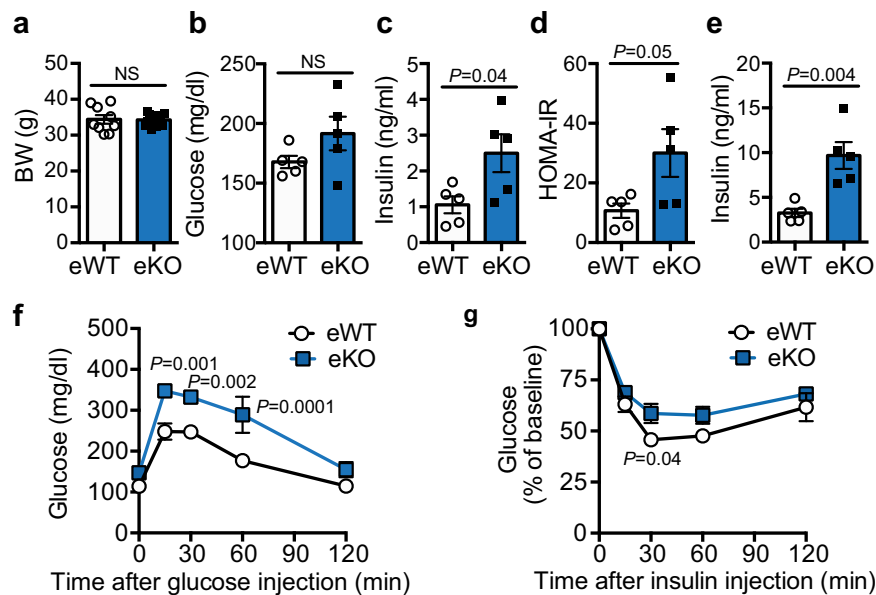 a
BW (g)
50
40
30
20
10
0
NS
eWT
eKO
b
Glucose (mg/dl)
250
200
150
100
NS
eWT
eKO
c
Insulin (ng/ml)
5
4
3
2
1
0
P=0.04
eWT
eKO
d
HOMA-IR
60
40
20
0
P=0.05
eWT
eKO
e
Insulin (ng/ml)
20
15
10
5
0
P=0.004
eWT
eKO
f
Glucose (mg/dl)
500
400
300
200
100
0
eWT
eKO
P=0.001
P=0.002
P=0.0001
0
30
60
90
120
Time after glucose injection (min)
g
Glucose
(% of baseline)
100
75
50
25
0
eWT
eKO
P=0.04
0
30
60
90
120
Time after insulin injection (min)